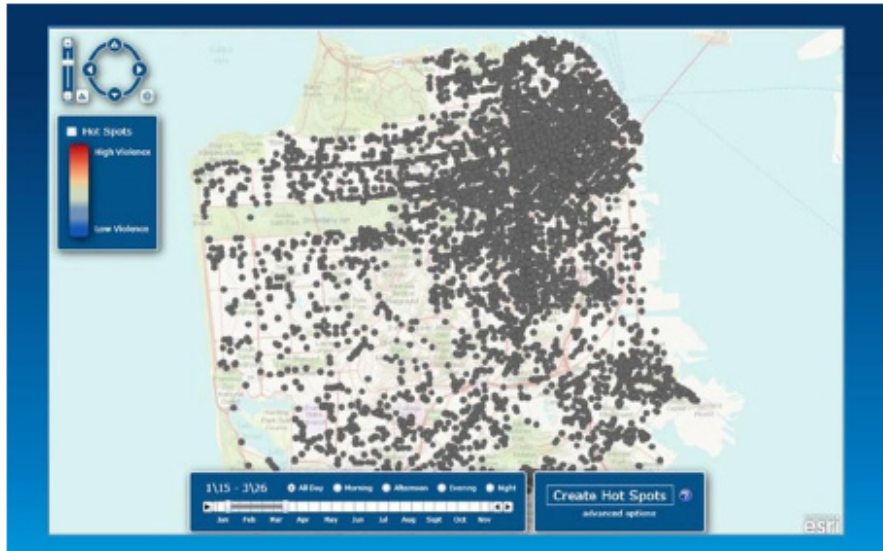 Hot Spots
High Violence
Low Violence
1\15 - 3\26
All Day
Morning
Afternoon
Evening
Night
Jan Feb Mar Apr May Jun Jul Aug Sept Oct Nov
Create Hot Spots
?
advanced options
esri